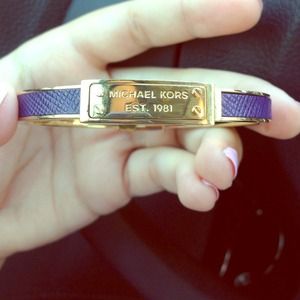 MICHAEL KORS
EST. 1981